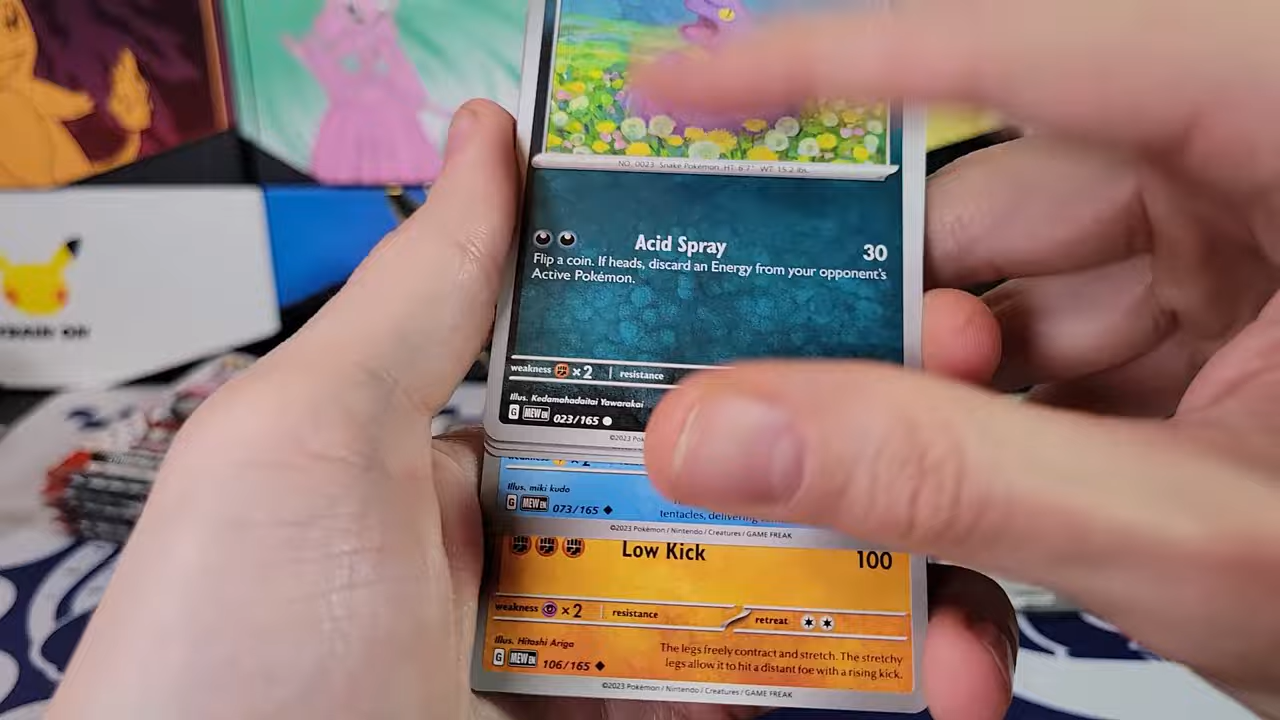 NO. 0023 Snake Pokémon HT: 6'7" WT: 15.2 lbs.
Acid Spray 30
Flip a coin. If heads, discard an Energy from your opponent's
Active Pokémon.
weakness ×2 resistance
Illus. Kedamahadaitai Yawarakai
G MEW EN 023/165
©2023 Pok
weakness ×2
Illus. miki kudo
G MEW EN 073/165
tentacles, delivering
©2023 Pokémon / Nintendo / Creatures / GAME FREAK
Low Kick 100
weakness ×2 resistance retreat
Illus. Hitoshi Ariga
The legs freely contract and stretch. The stretchy
G MEW EN 106/165
legs allow it to hit a distant foe with a rising kick.
©2023 Pokémon / Nintendo / Creatures / GAME FREAK